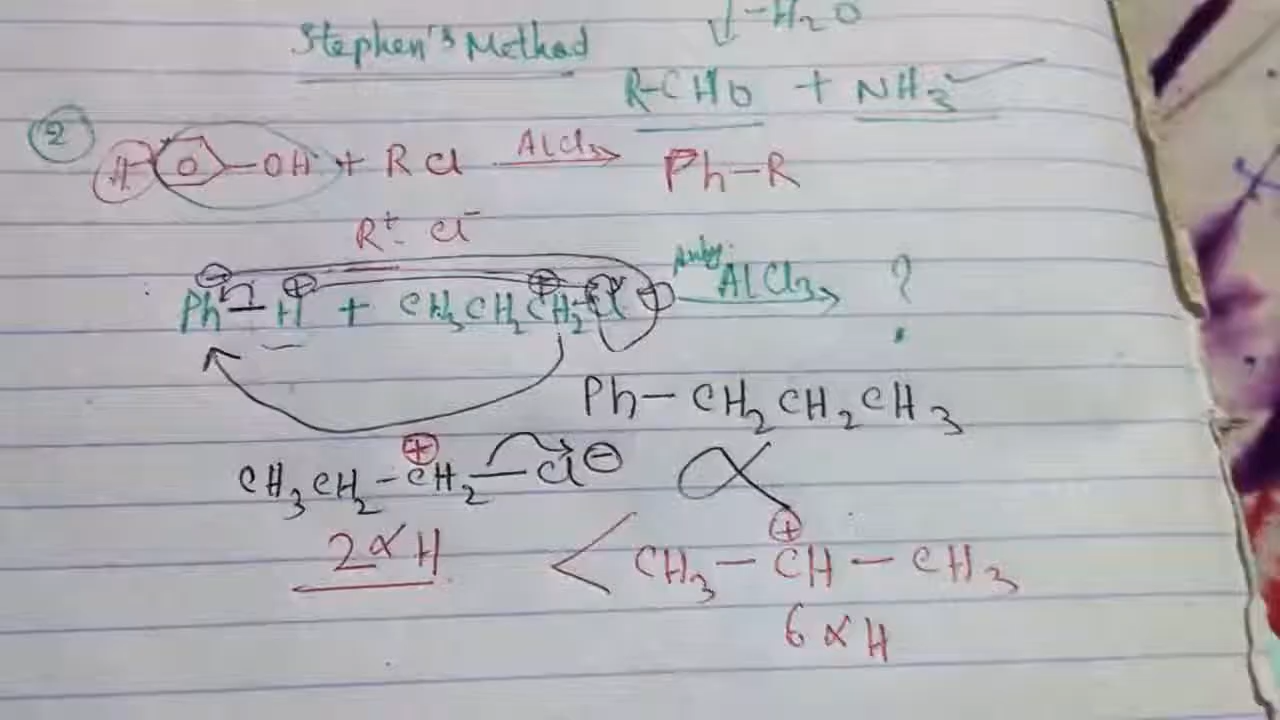 ↓ -H₂O
Stephen's Method
R-CHO + NH₃
2
H-⌬-OH + RCl —AlCl₃→ Ph-R
R⁺ - Cl⁻
Ph⊖ - H⊕ + CH₃CH₂CH₂⊕-Cl —Anhy. AlCl₃→ ?
Ph-CH₂CH₂CH₃
CH₃CH₂-CH₂⊕-Cl⊖
2αH < CH₃-CH⊕-CH₃
6αH